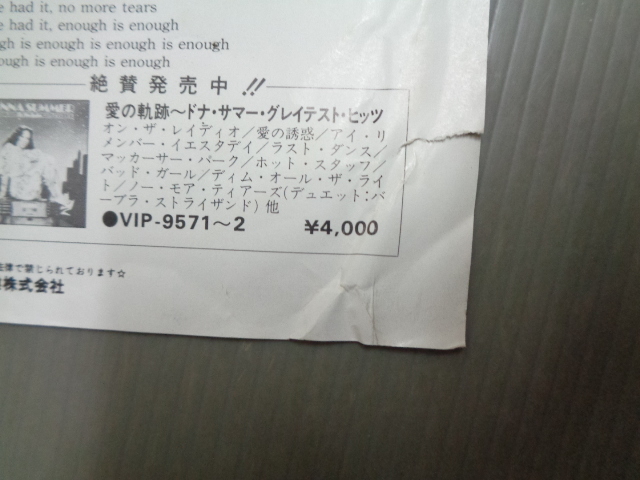 had it, no more tears
had it, enough is enough
is enough is enough is enough
is enough is enough
絶賛発売中!!
愛の軌跡〜ドナ・サマー・グレイテスト・ヒッツ
オン・ザ・レイディオ/愛の誘惑/アイ・リ
メンバー・イエスタデイ/ラスト・ダンス/
マッカーサー・パーク/ホット・スタッフ/
バッド・ガール/ディム・オール・ザ・ライ
ト/ノー・モア・ティアーズ(デュエット:バ
ーブラ・ストライザンド)他
●VIP-9571〜2 ¥4,000
SUMMER
で禁じられております☆
株式会社